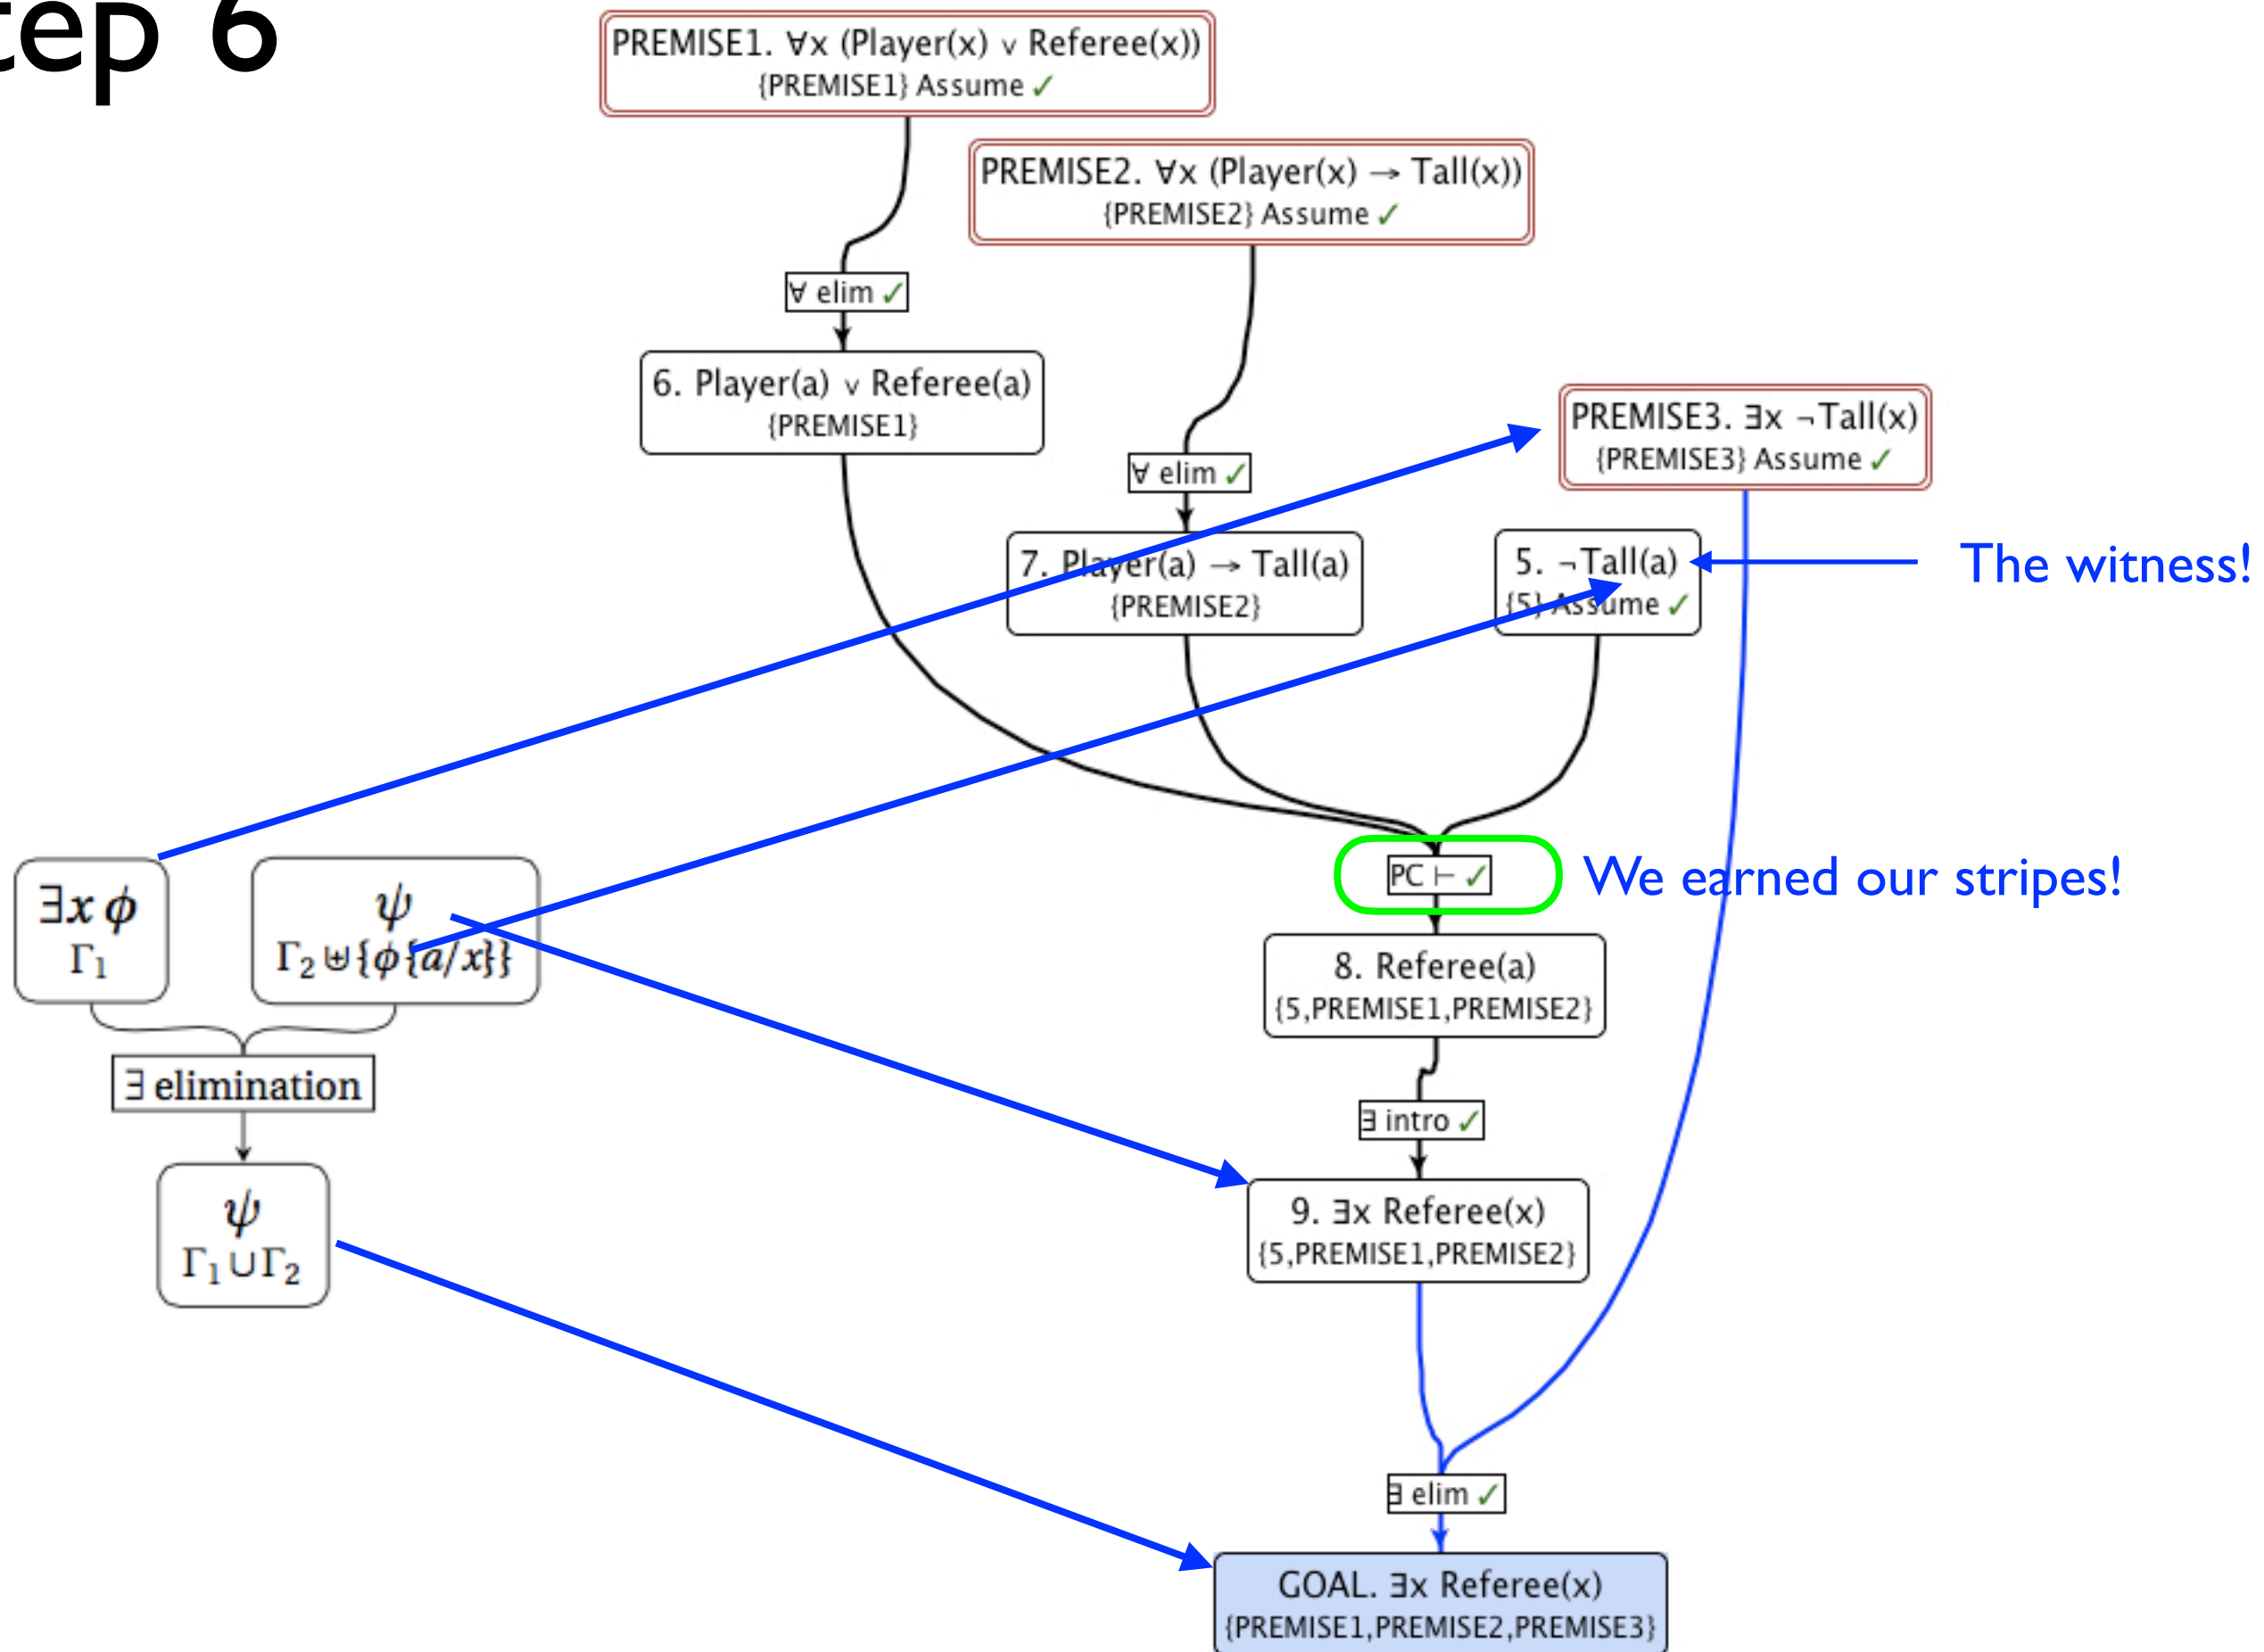 tep 6
PREMISE1. ∀x (Player(x) ∨ Referee(x))
{PREMISE1} Assume ✓
PREMISE2. ∀x (Player(x) → Tall(x))
{PREMISE2} Assume ✓
∀ elim ✓
6. Player(a) ∨ Referee(a)
{PREMISE1}
PREMISE3. ∃x ¬Tall(x)
{PREMISE3} Assume ✓
∀ elim ✓
7. Player(a) → Tall(a)
{PREMISE2}
5. ¬Tall(a)
{5} Assume ✓
The witness!
PC ⊢ ✓
We earned our stripes!
∃x ϕ
Γ1
ψ
Γ2 ⊎ {ϕ{a/x}}
8. Referee(a)
{5,PREMISE1,PREMISE2}
∃ elimination
∃ intro ✓
ψ
Γ1 ∪ Γ2
9. ∃x Referee(x)
{5,PREMISE1,PREMISE2}
∃ elim ✓
GOAL. ∃x Referee(x)
{PREMISE1,PREMISE2,PREMISE3}